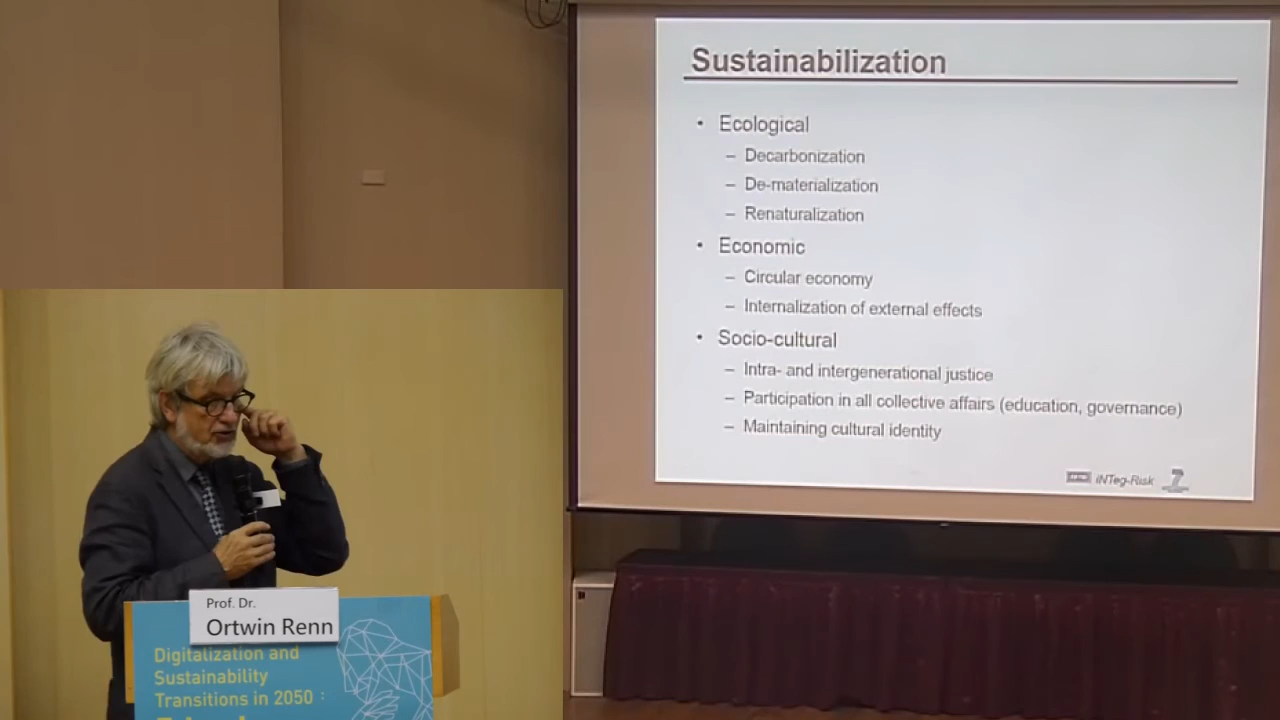 Sustainabilization
• Ecological
– Decarbonization
– De-materialization
– Renaturalization
• Economic
– Circular economy
– Internalization of external effects
• Socio-cultural
– Intra- and intergenerational justice
– Participation in all collective affairs (education, governance)
– Maintaining cultural identity
iNTeg-Risk
Prof. Dr.
Ortwin Renn
Digitalization and
Sustainability
Transitions in 2050 :